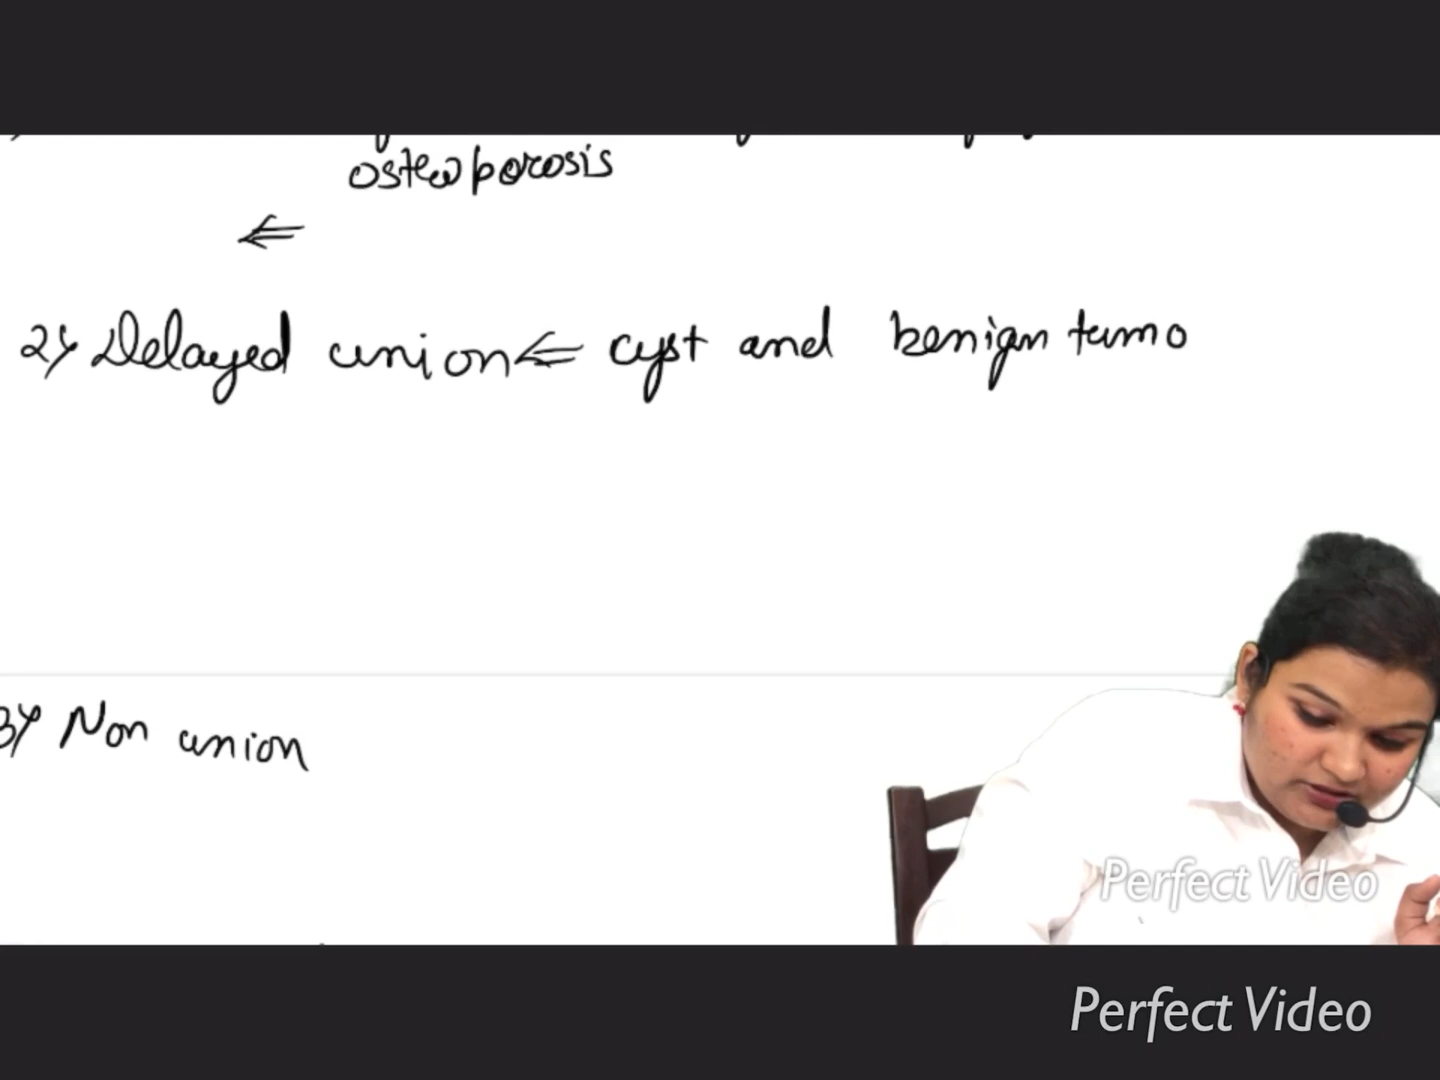 osteoporosis
⇐
2) Delayed union ⇐ cyst and benign tumo
3) Non union
Perfect Video
Perfect Video